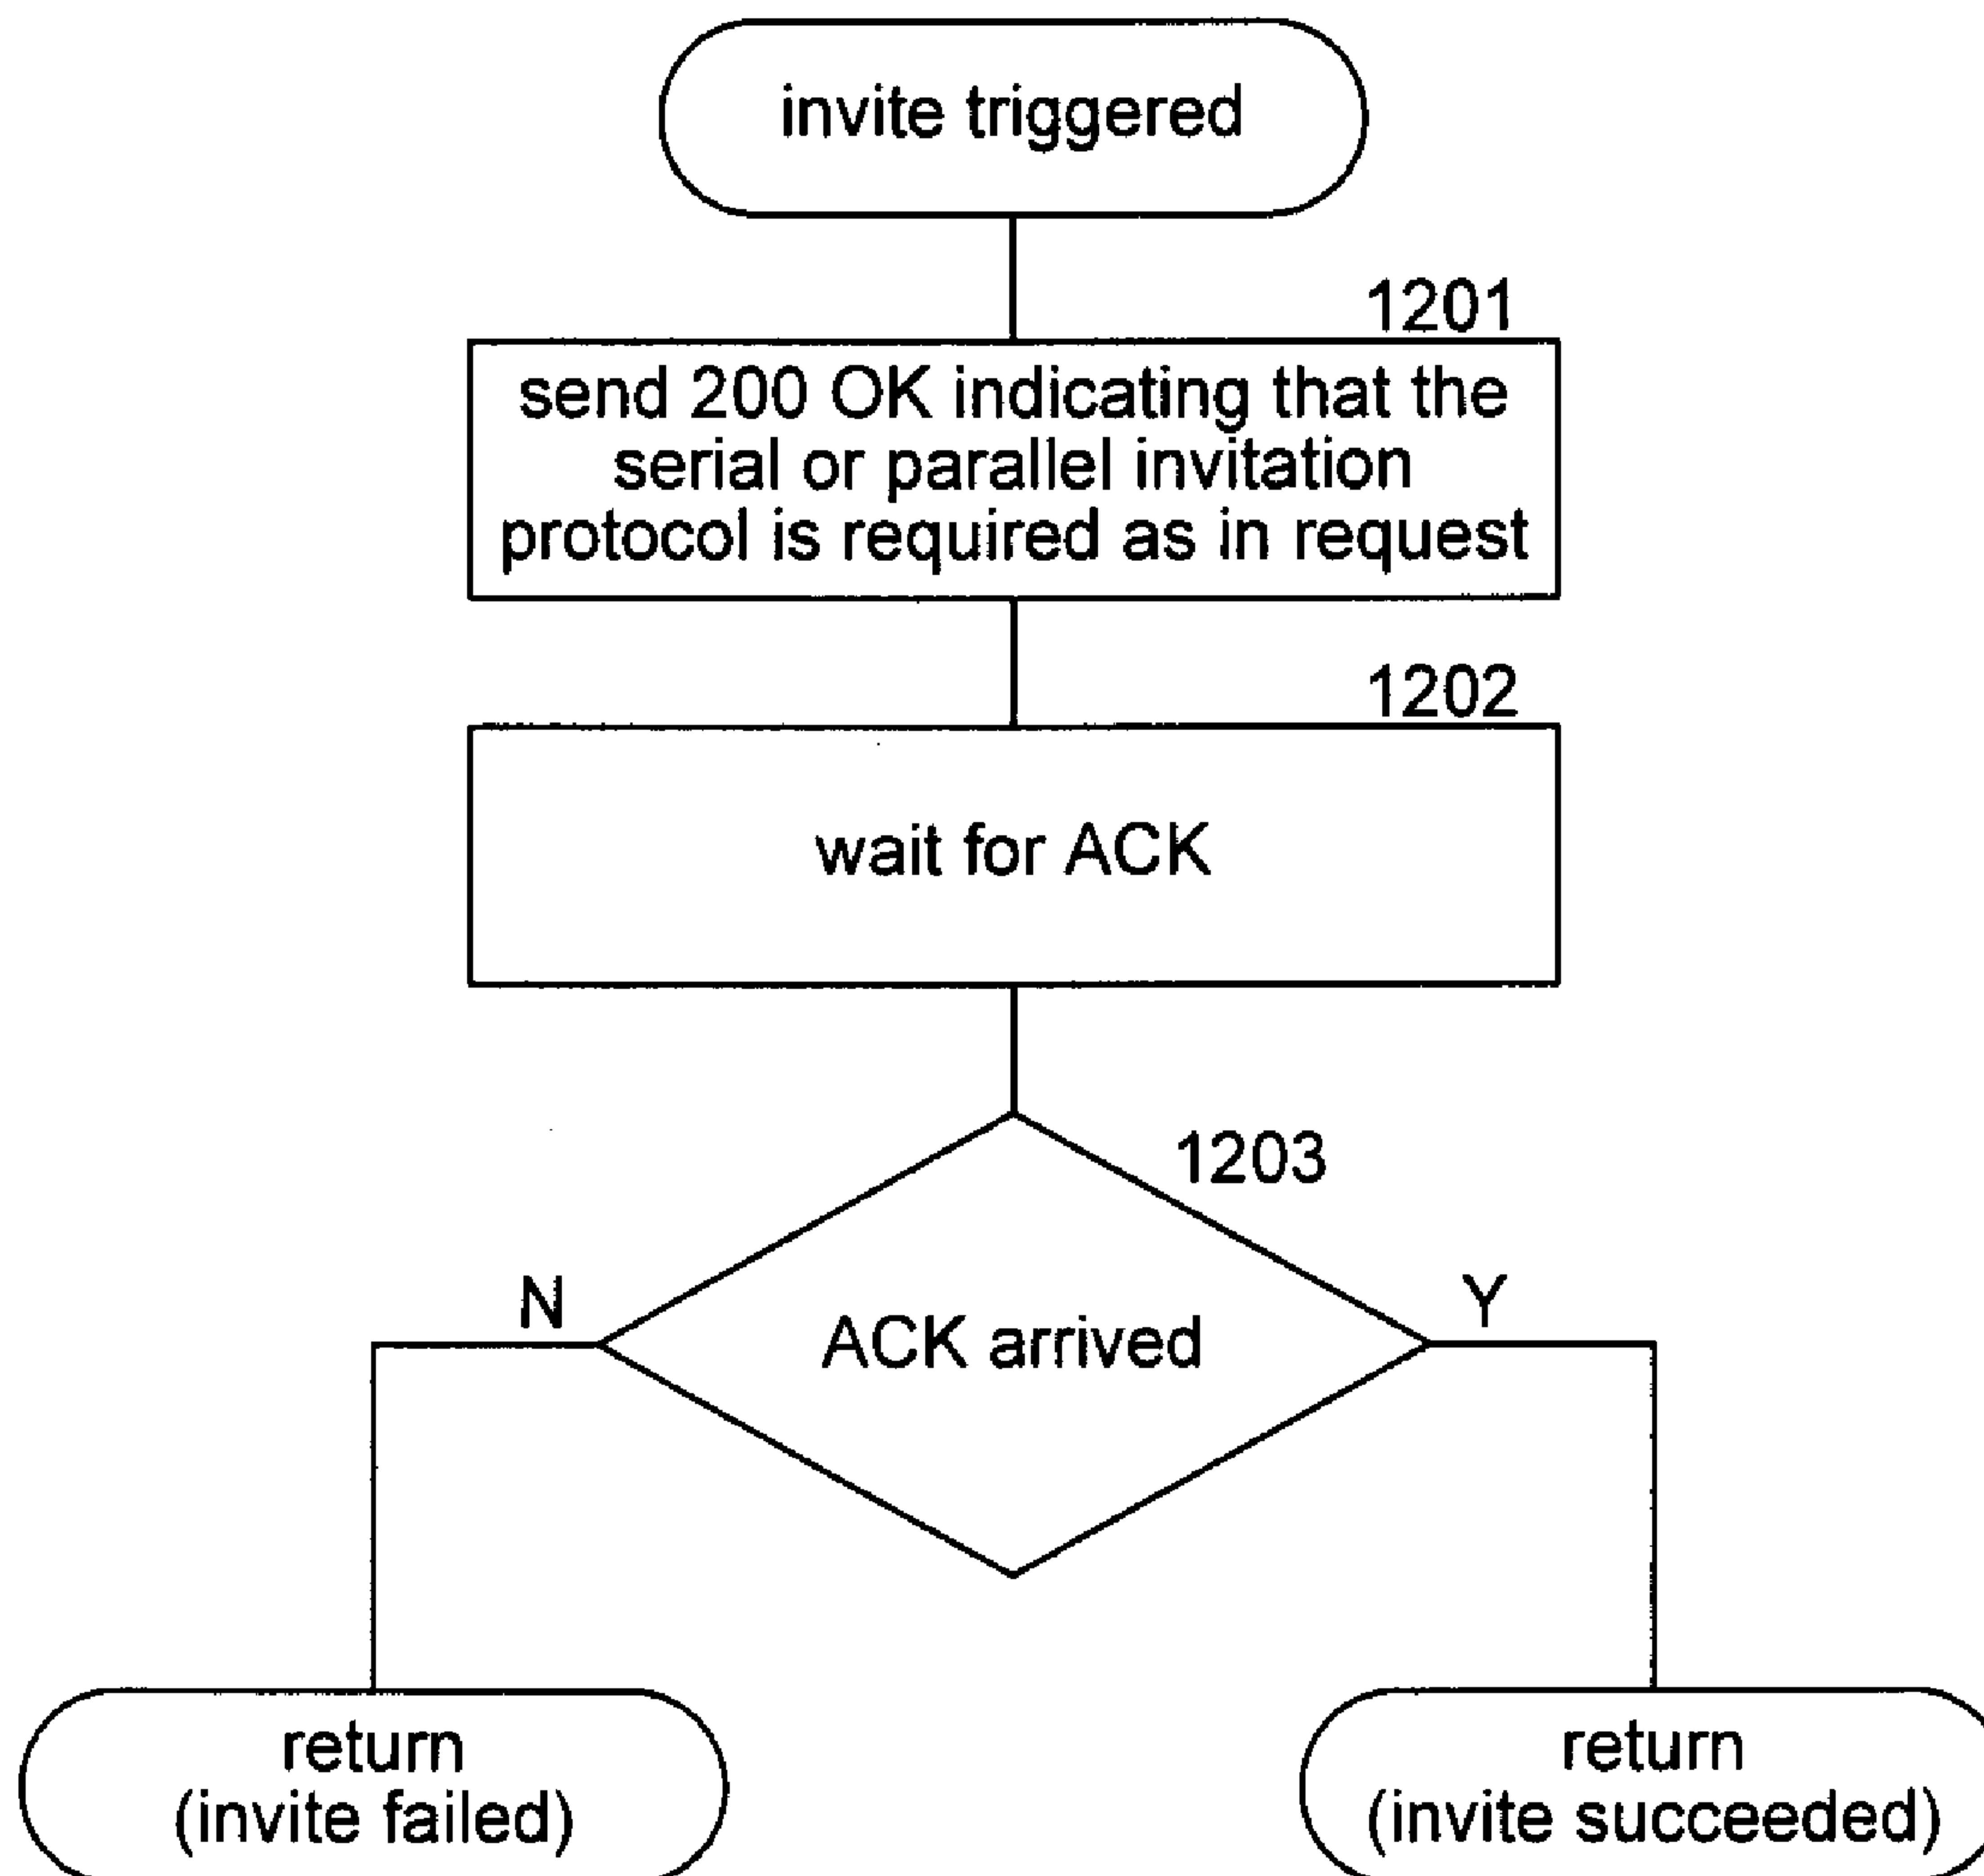 invite triggered
1201
send 200 OK indicating that the
serial or parallel invitation
protocol is required as in request
1202
wait for ACK
1203
N
Y
ACK arrived
return
(invite failed)
return
(invite succeeded)